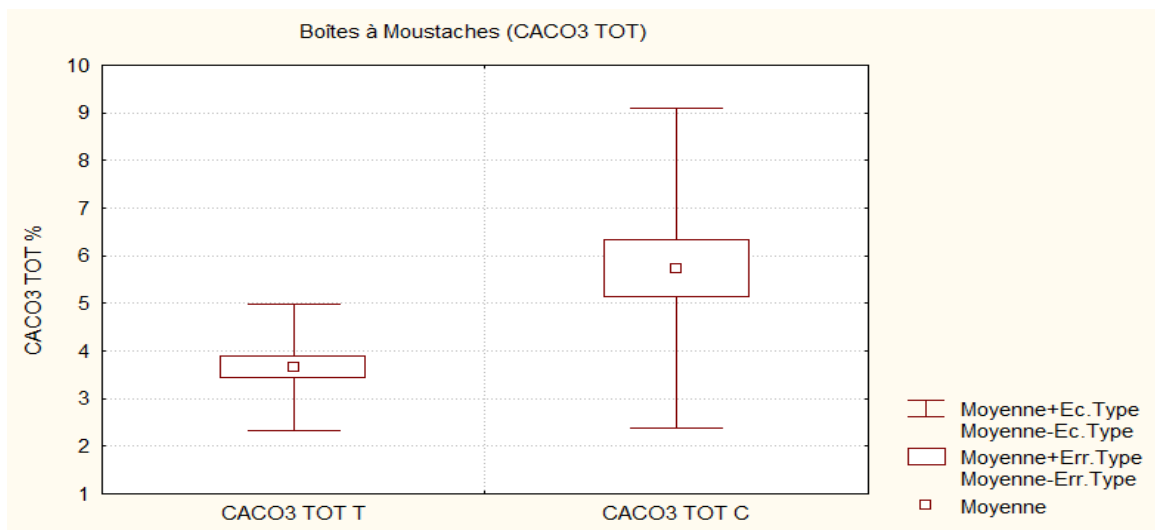 Boîtes à Moustaches (CACO3 TOT)
10
9
8
7
6
5
4
3
2
1
CACO3 TOT %
CACO3 TOT T
CACO3 TOT C
Moyenne+Ec.Type
Moyenne-Ec.Type
Moyenne+Err.Type
Moyenne-Err.Type
Moyenne